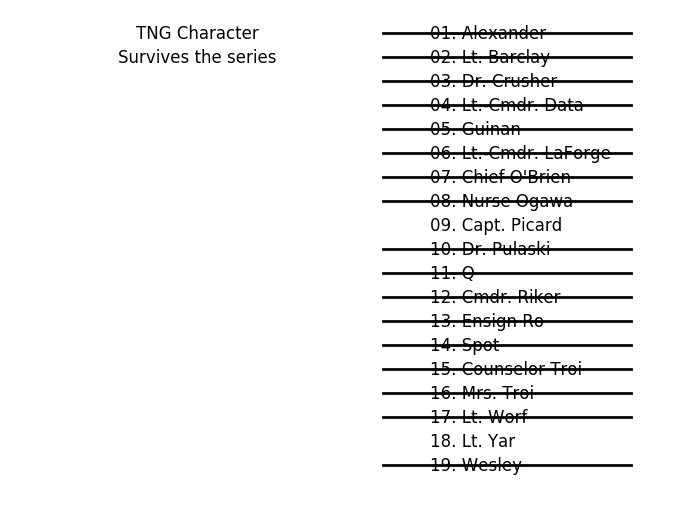 TNG Character
Survives the series
01. Alexander
02. Lt. Barclay
03. Dr. Crusher
04. Lt.-Cmdr. Data
05. Guinan
06. Lt.-Cmdr. LaForge
07. Chief O'Brien
08. Nurse Ogawa
09. Capt. Picard
10. Dr. Pulaski
11. Q
12. Cmdr. Riker
13. Ensign Ro
14. Spot
15. Counselor Troi
16. Mrs. Troi
17. Lt. Worf
18. Lt. Yar
19. Wesley